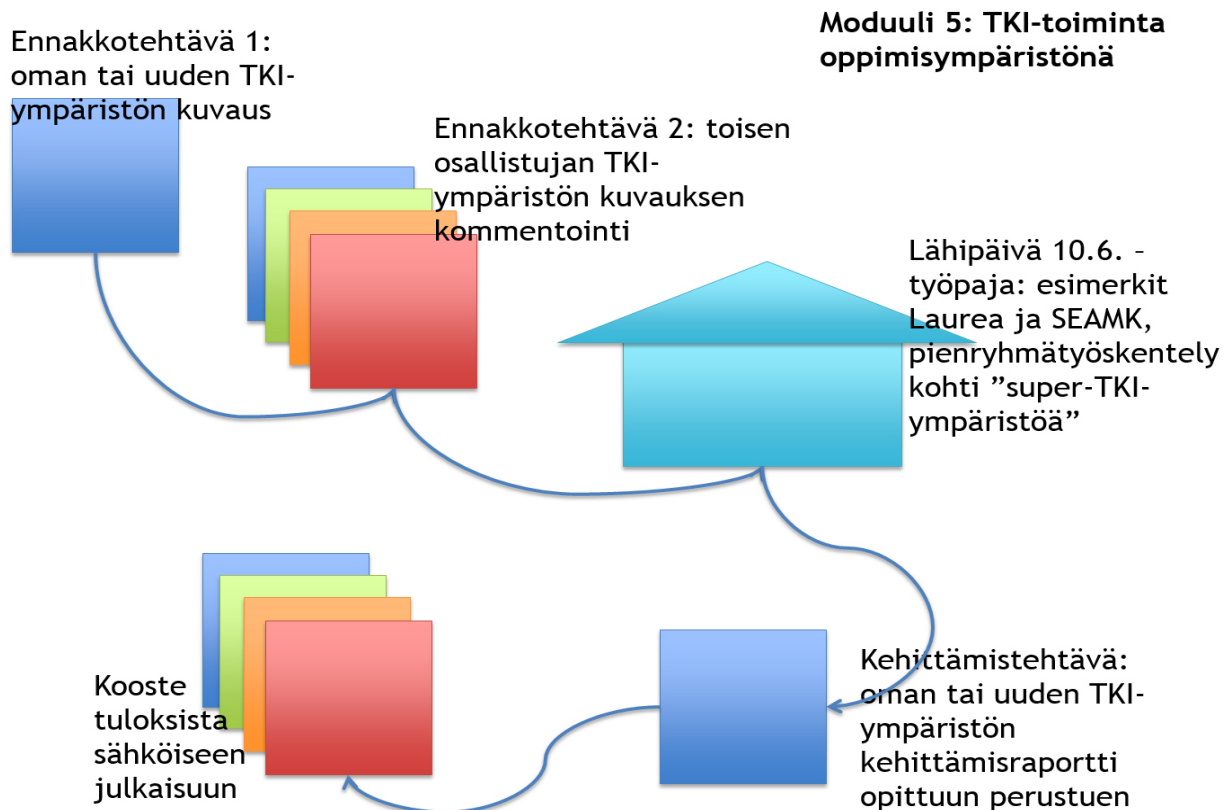 Moduuli 5: TKI-toiminta
oppimisympäristönä
Ennakkotehtävä 1:
oman tai uuden TKI-
ympäristön kuvaus
Ennakkotehtävä 2: toisen
osallistujan TKI-
ympäristön kuvauksen
kommentointi
Lähipäivä 10.6. –
työpaja: esimerkit
Laurea ja SEAMK,
pienryhmätyöskentely
kohti ”super-TKI-
ympäristöä”
Kehittämistehtävä:
oman tai uuden TKI-
ympäristön
kehittämisraportti
opittuun perustuen
Kooste
tuloksista
sähköiseen
julkaisuun